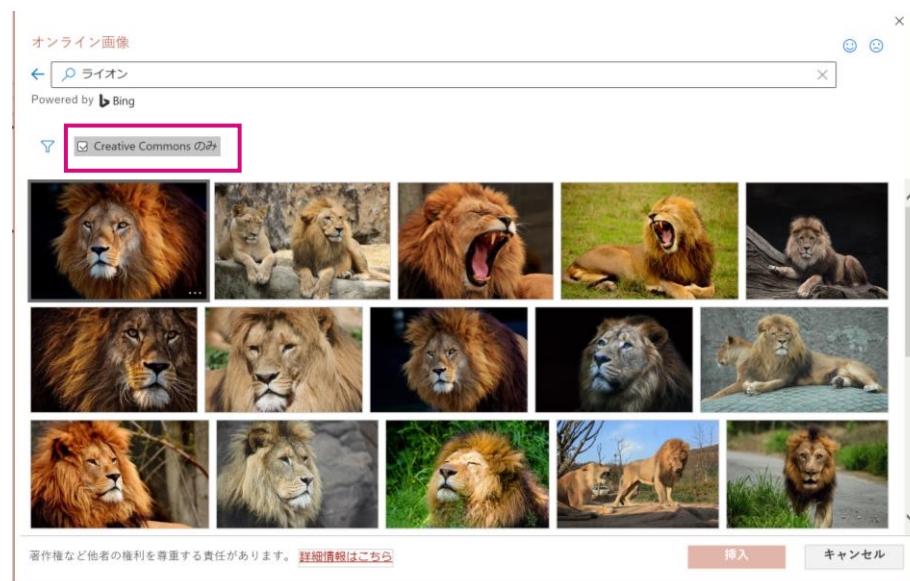 オンライン画像
ライオン
Powered by Bing
Creative Commons のみ
著作権など他者の権利を尊重する責任があります。 詳細情報はこちら
挿入
キャンセル